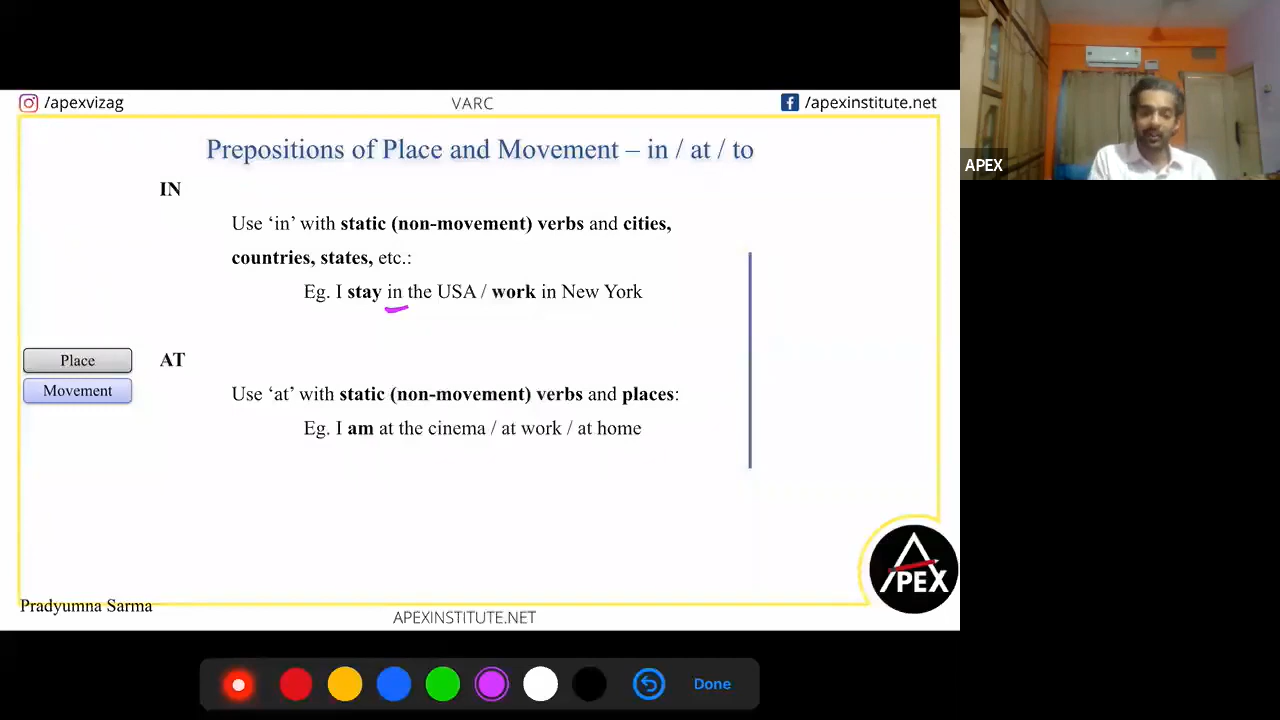 /apexvizag
VARC
/apexinstitute.net
Prepositions of Place and Movement – in / at / to
IN
Use ‘in’ with static (non-movement) verbs and cities,
countries, states, etc.:
Eg. I stay in the USA / work in New York
Place
Movement
AT
Use ‘at’ with static (non-movement) verbs and places:
Eg. I am at the cinema / at work / at home
APEX
Pradyumna Sarma
APEXINSTITUTE.NET
APEX
Done